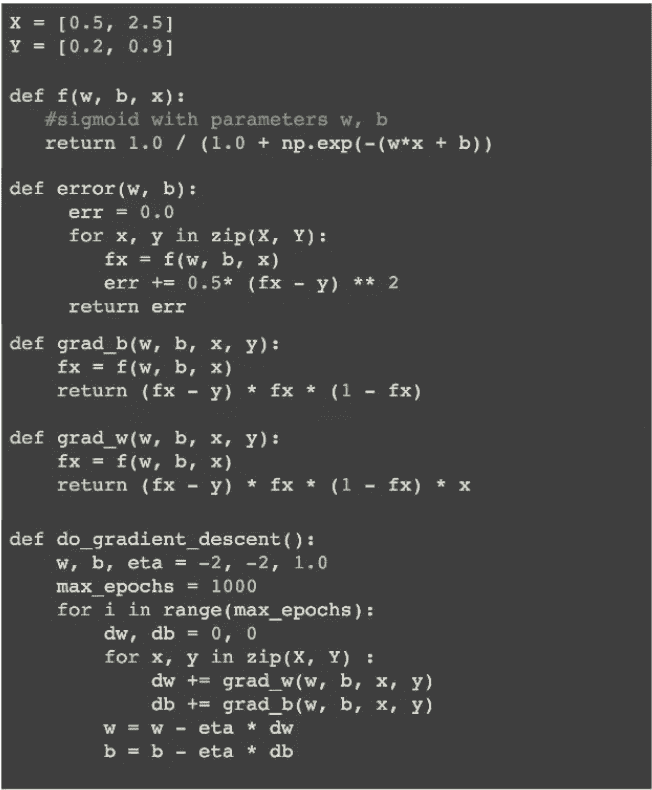 X = [0.5, 2.5]
Y = [0.2, 0.9]
def f(w, b, x):
    #sigmoid with parameters w, b
    return 1.0 / (1.0 + np.exp(-(w*x + b))
def error(w, b):
    err = 0.0
    for x, y in zip(X, Y):
        fx = f(w, b, x)
        err += 0.5* (fx - y) ** 2
    return err
def grad_b(w, b, x, y):
    fx = f(w, b, x)
    return (fx - y) * fx * (1 - fx)
def grad_w(w, b, x, y):
    fx = f(w, b, x)
    return (fx - y) * fx * (1 - fx) * x
def do_gradient_descent():
    w, b, eta = -2, -2, 1.0
    max_epochs = 1000
    for i in range(max_epochs):
        dw, db = 0, 0
        for x, y in zip(X, Y) :
            dw += grad_w(w, b, x, y)
            db += grad_b(w, b, x, y)
        w = w - eta * dw
        b = b - eta * db